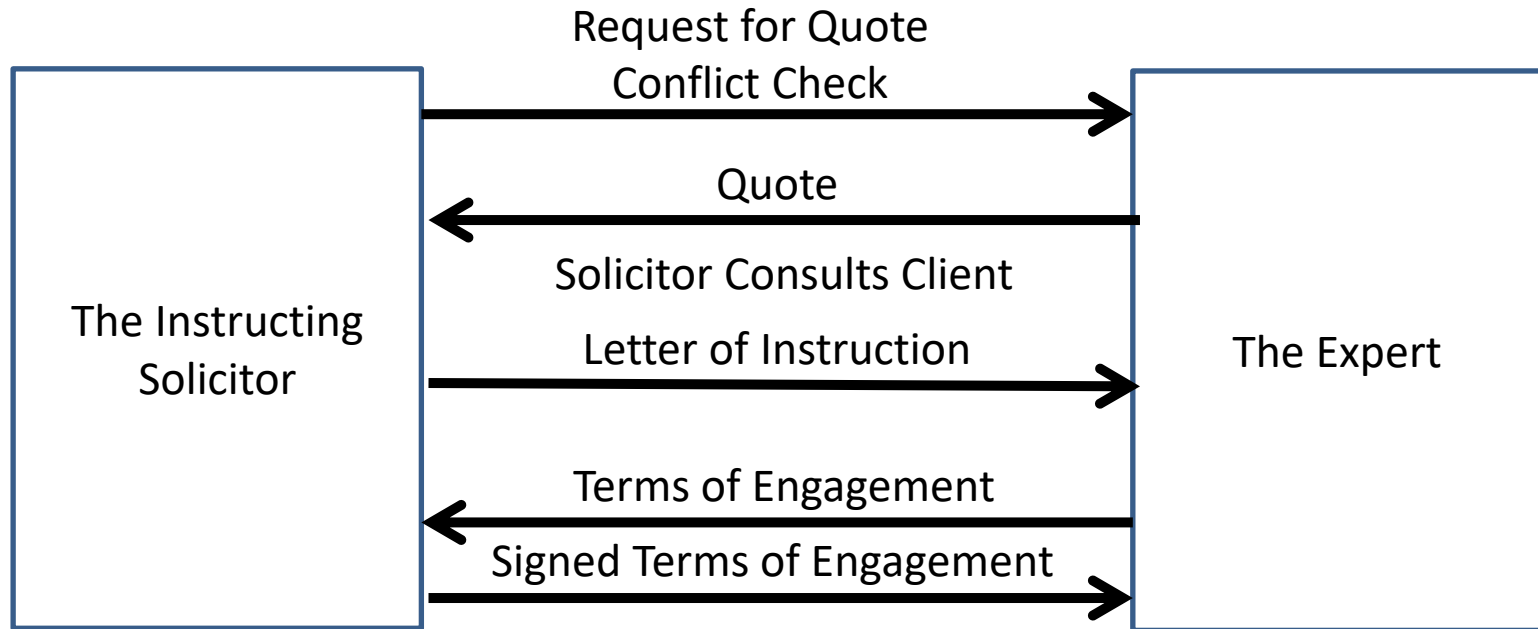 Request for Quote
Conflict Check
Quote
Solicitor Consults Client
The Instructing
Solicitor
Letter of Instruction
The Expert
Terms of Engagement
Signed Terms of Engagement